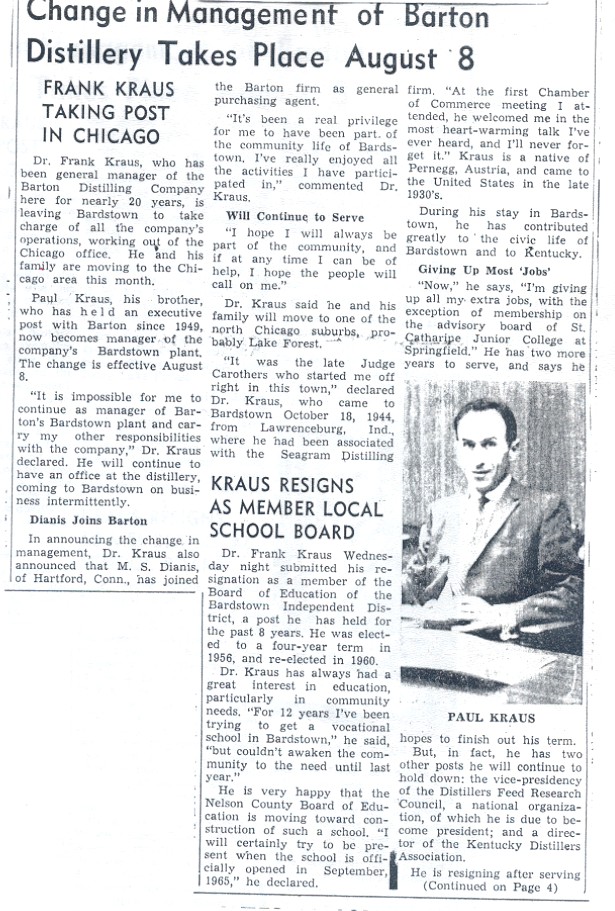 Change in Management of Barton
Distillery Takes Place August 8
FRANK KRAUS
TAKING POST
IN CHICAGO
Dr. Frank Kraus, who has
been general manager of the
Barton Distilling Company
here for nearly 20 years, is
leaving Bardstown to take
charge of all the company's
operations, working out of the
Chicago office. He and his
family are moving to the Chi-
cago area this month.
Paul Kraus, his brother,
who has held an executive
post with Barton since 1949,
now becomes manager of the
company's Bardstown plant.
The change is effective August
8.
"It is impossible for me to
continue as manager of Bar-
ton's Bardstown plant and car-
ry my other responsibilities
with the company," Dr. Kraus
declared. He will continue to
have an office at the distillery,
coming to Bardstown on busi-
ness intermittently.
Dianis Joins Barton
In announcing the change in
management, Dr. Kraus also
announced that M. S. Dianis,
of Hartford, Conn., has joined
the Barton firm as general
purchasing agent.
"It's been a real privilege
for me to have been part of
the community life of Bards-
town. I've really enjoyed all
the activities I have partici-
pated in," commented Dr.
Kraus.
Will Continue to Serve
"I hope I will always be
part of the community, and
if at any time I can be of
help, I hope the people will
call on me."
Dr. Kraus said he and his
family will move to one of the
north Chicago suburbs, pro-
bably Lake Forest.
"It was the late Judge
Carothers who started me off
right in this town," declared
Dr. Kraus, who came to
Bardstown October 18, 1944,
from Lawrenceburg, Ind.,
where he had been associated
with the Seagram Distilling
firm. "At the first Chamber
of Commerce meeting I at-
tended, he welcomed me in the
most heart-warming talk I've
ever heard, and I'll never for-
get it." Kraus is a native of
Pernegg, Austria, and came to
the United States in the late
1930's.
During his stay in Bards-
town, he has contributed
greatly to the civic life of
Bardstown and to Kentucky.
Giving Up Most 'Jobs'
"Now," he says, "I'm giving
up all my extra jobs, with the
exception of membership on
the advisory board of St.
Catharine Junior College at
Springfield." He has two more
years to serve, and says he
PAUL KRAUS
hopes to finish out his term.
But, in fact, he has two
other posts he will continue to
hold down: the vice-presidency
of the Distillers Feed Research
Council, a national organiza-
tion, of which he is due to be-
come president; and a direc-
tor of the Kentucky Distillers
Association.
He is resigning after serving
(Continued on Page 4)
KRAUS RESIGNS
AS MEMBER LOCAL
SCHOOL BOARD
Dr. Frank Kraus Wednes-
day night submitted his re-
signation as a member of the
Board of Education of the
Bardstown Independent Dis-
trict, a post he has held for
the past 8 years. He was elect-
ed to a four-year term in
1956, and re-elected in 1960.
Dr. Kraus has always had a
great interest in education,
particularly in community
needs. "For 12 years I've been
trying to get a vocational
school in Bardstown," he said,
"but couldn't awaken the com-
munity to the need until last
year."
He is very happy that the
Nelson County Board of Edu-
cation is moving toward con-
struction of such a school. "I
will certainly try to be pre-
sent when the school is offi-
cially opened in September,
1965," he declared.